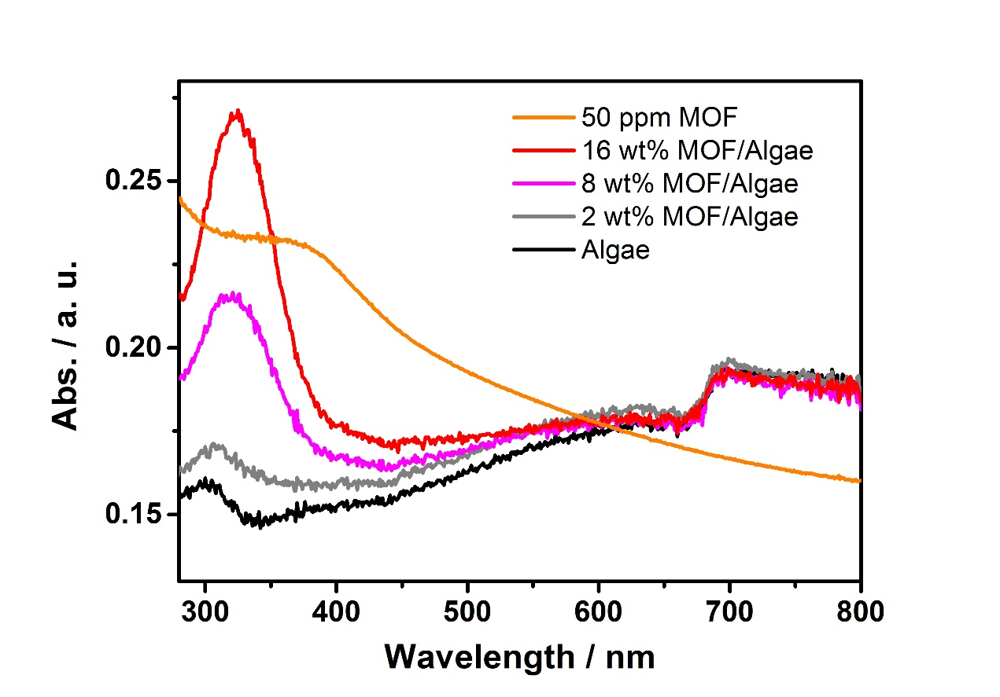 50 ppm MOF
16 wt% MOF/Algae
8 wt% MOF/Algae
2 wt% MOF/Algae
Algae
0.25
0.20
0.15
Abs. / a. u.
300 400 500 600 700 800
Wavelength / nm